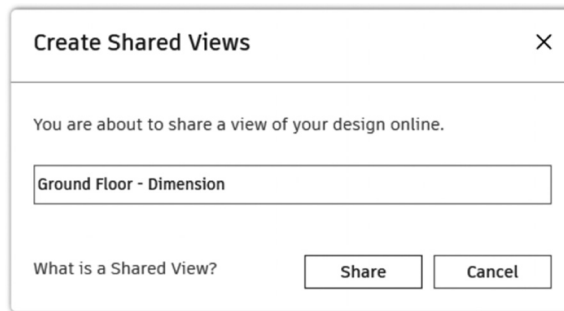 Create Shared Views
You are about to share a view of your design online.
Ground Floor - Dimension
What is a Shared View?
Share
Cancel